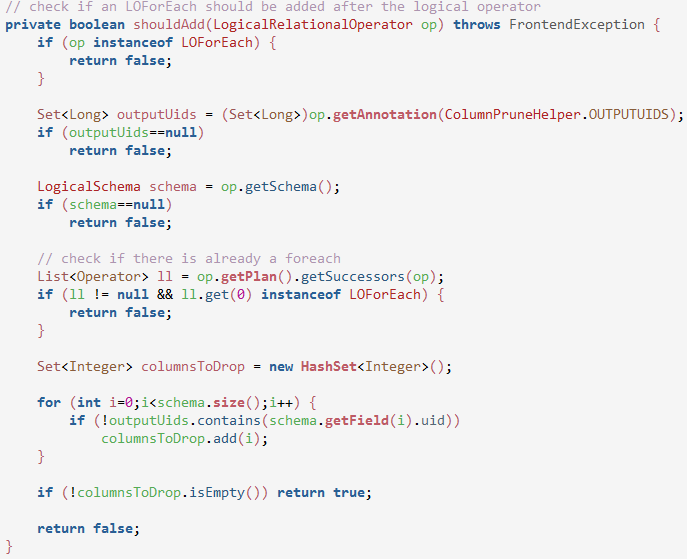 // check if an LOForEach should be added after the logical operator
private boolean shouldAdd(LogicalRelationalOperator op) throws FrontendException {
    if (op instanceof LOForEach) {
        return false;
    }

    Set<Long> outputUids = (Set<Long>)op.getAnnotation(ColumnPruneHelper.OUTPUTUIDS);
    if (outputUids==null)
        return false;

    LogicalSchema schema = op.getSchema();
    if (schema==null)
        return false;

    // check if there is already a foreach
    List<Operator> ll = op.getPlan().getSuccessors(op);
    if (ll != null && ll.get(0) instanceof LOForEach) {
        return false;
    }

    Set<Integer> columnsToDrop = new HashSet<Integer>();

    for (int i=0;i<schema.size();i++) {
        if (!outputUids.contains(schema.getField(i).uid))
            columnsToDrop.add(i);
    }

    if (!columnsToDrop.isEmpty()) return true;

    return false;
}